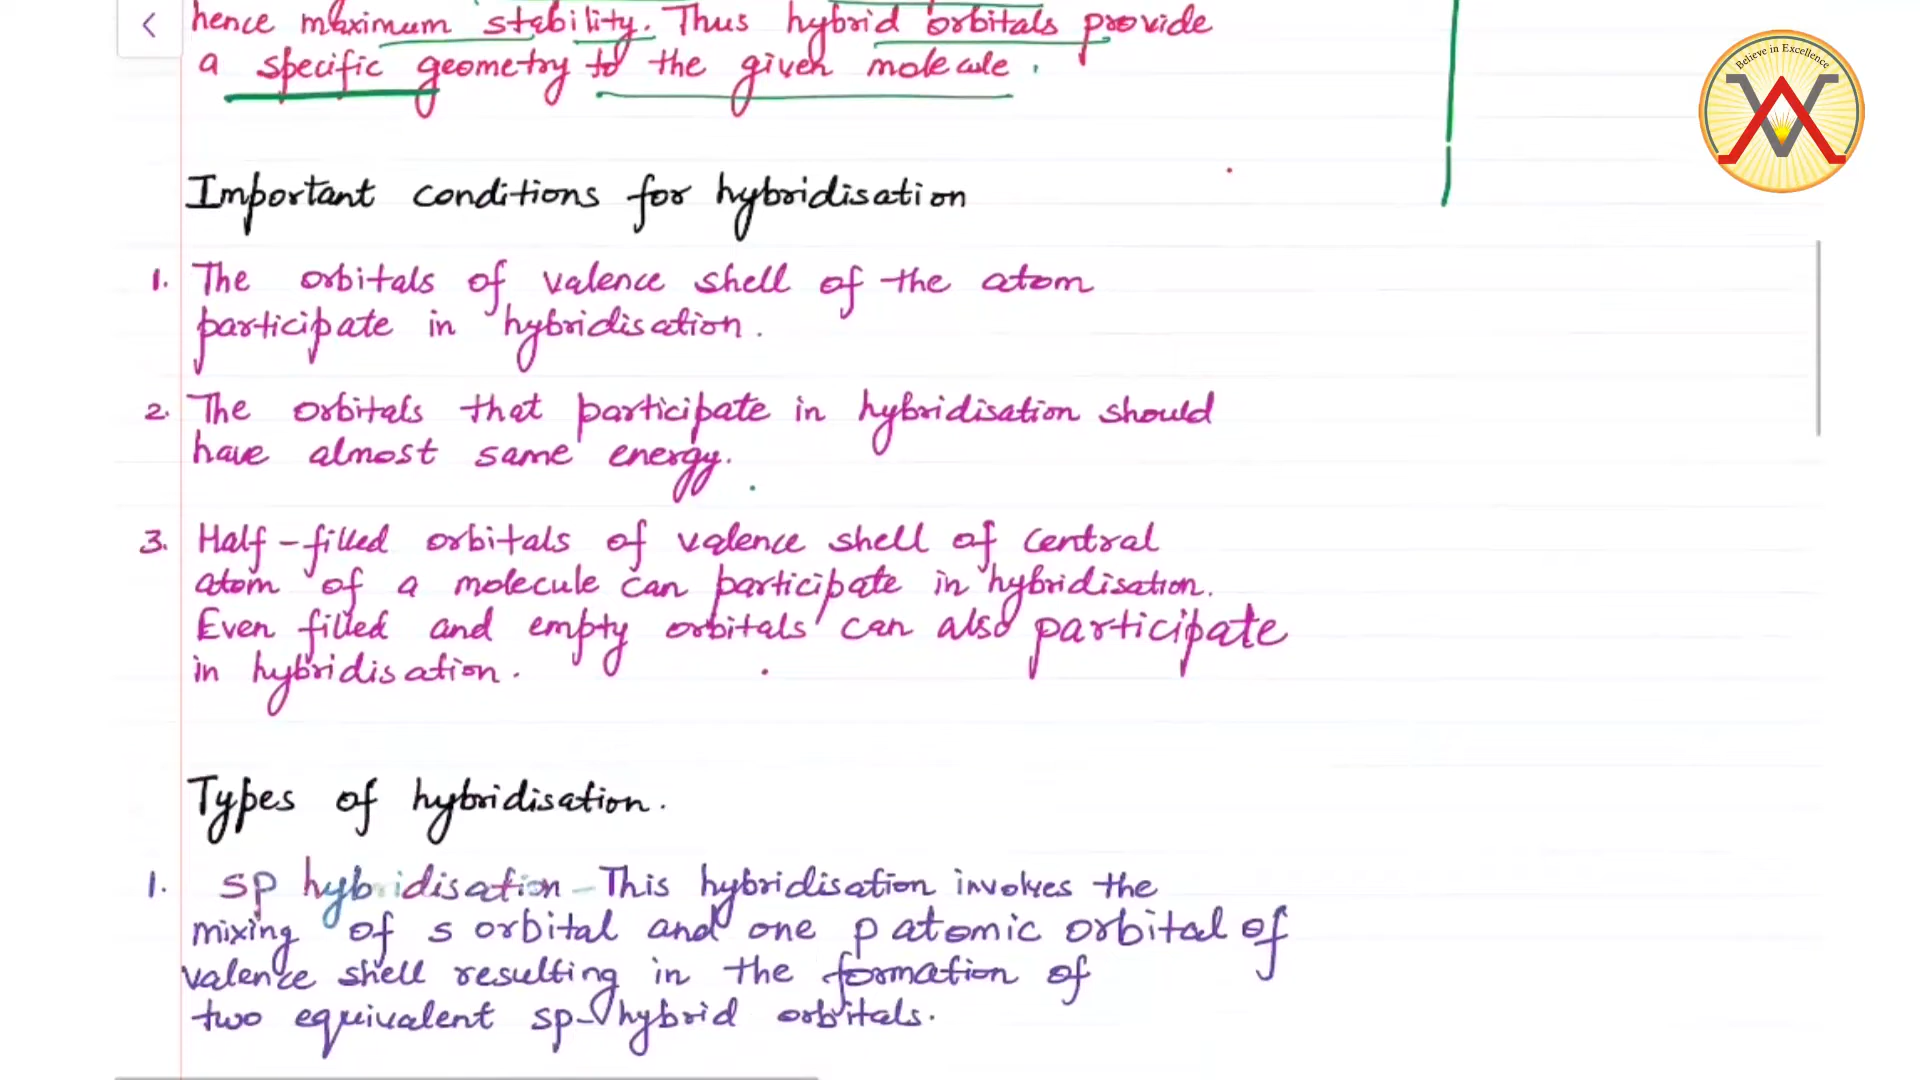 hence maximum stability. Thus hybrid orbitals provide
a specific geometry to the given molecule.
Believe in Excellence
Important conditions for hybridisation
1. The orbitals of valence shell of the atom
participate in hybridisation.
2. The orbitals that participate in hybridisation should
have almost same energy.
3. Half-filled orbitals of valence shell of central
atom of a molecule can participate in hybridisation.
Even filled and empty orbitals can also participate
in hybridisation.
Types of hybridisation.
1. sp hybridisation - This hybridisation involves the
mixing of s orbital and one p atomic orbital of
valence shell resulting in the formation of
two equivalent sp-hybrid orbitals.